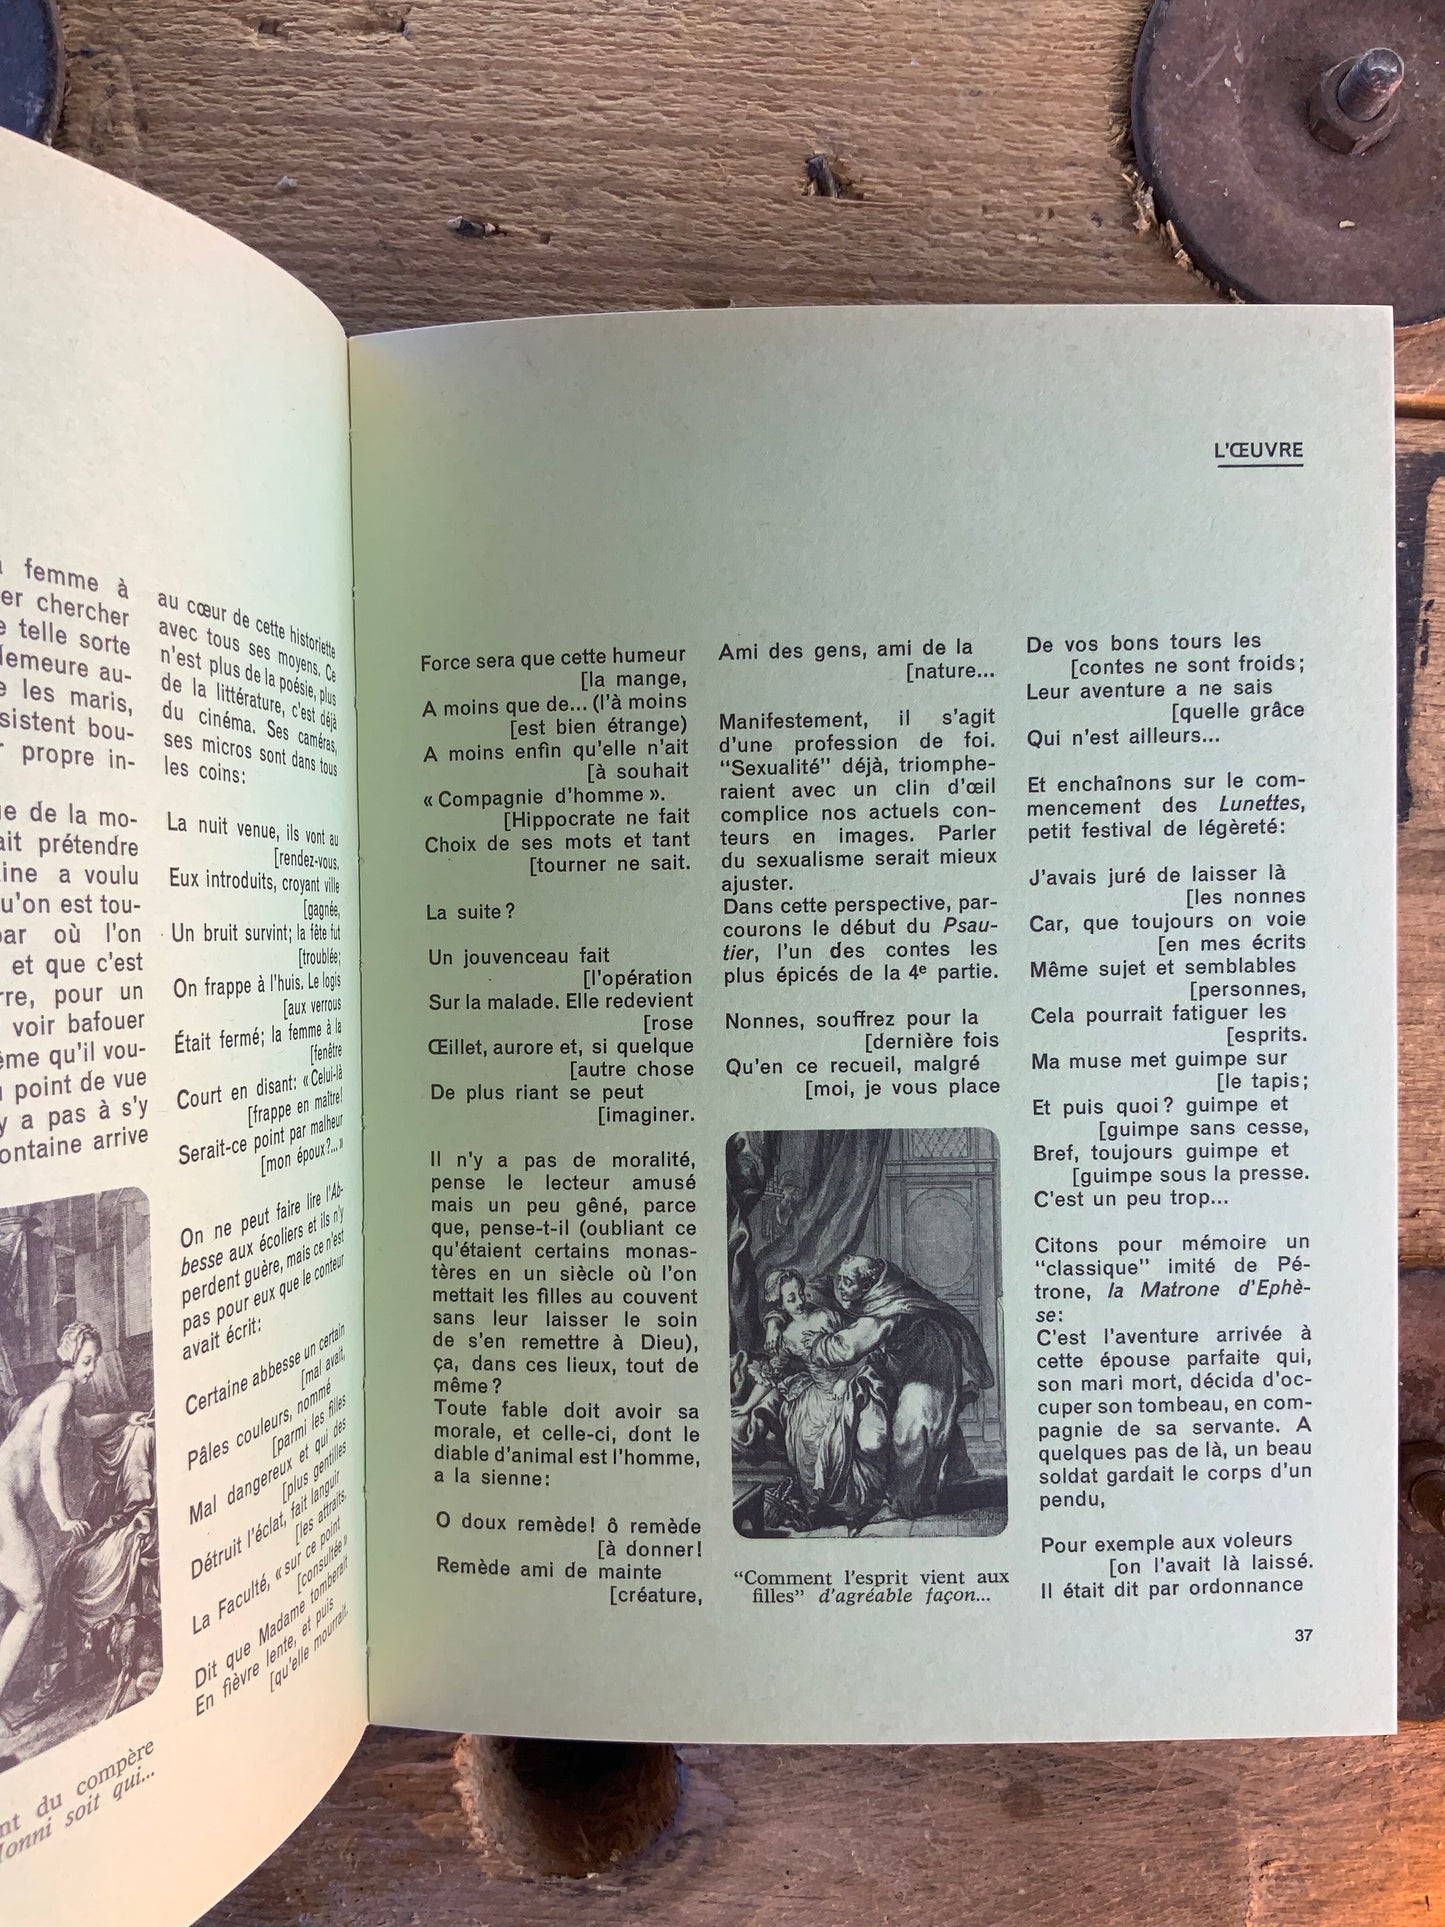 femme à
er chercher
telle sorte
demeure au-
les maris,
sistent bou-
propre in-
ue de la mo-
ait prétendre
aine a voulu
u'on est tou-
par où l'on
et que c'est
rre, pour un
voir bafouer
ême qu'il vou-
point de vue
y a pas à s'y
ontaine arrive
nt du compère
Honni soit qui...
au cœur de cette historiette
avec tous ses moyens. Ce
n'est plus de la poésie, plus
de la littérature, c'est déjà
du cinéma. Ses caméras,
ses micros sont dans tous
les coins:
La nuit venue, ils vont au
[rendez-vous.
Eux introduits, croyant ville
[gagnée,
Un bruit survint; la fête fut
[troublée;
On frappe à l'huis. Le logis
[aux verrous
Était fermé; la femme à la
[fenêtre
Court en disant: « Celui-là
[frappe en maître!
Serait-ce point par malheur
[mon époux?... »
On ne peut faire lire l'Ab-
besse aux écoliers et ils n'y
perdent guère, mais ce n'est
pas pour eux que le conteur
avait écrit:
Certaine abbesse un certain
[mal avait,
Pâles couleurs, nommé
[parmi les filles
Mal dangereux et qui des
[plus gentilles
Détruit l'éclat, fait languir
[les attraits,
La Faculté, « sur ce point
[consultée »
Dit que Madame tomberait
En fièvre lente, et puis
[qu'elle mourrait.
L'ŒUVRE
Force sera que cette humeur
[la mange,
A moins que de... (l'à moins
[est bien étrange)
A moins enfin qu'elle n'ait
[à souhait
« Compagnie d'homme ».
[Hippocrate ne fait
Choix de ses mots et tant
[tourner ne sait.
La suite ?
Un jouvenceau fait
[l'opération
Sur la malade. Elle redevient
[rose
Œillet, aurore et, si quelque
[autre chose
De plus riant se peut
[imaginer.
Il n'y a pas de moralité,
pense le lecteur amusé
mais un peu gêné, parce
que, pense-t-il (oubliant ce
qu'étaient certains monas-
tères en un siècle où l'on
mettait les filles au couvent
sans leur laisser le soin
de s'en remettre à Dieu),
ça, dans ces lieux, tout de
même ?
Toute fable doit avoir sa
morale, et celle-ci, dont le
diable d'animal est l'homme,
a la sienne:
O doux remède! ô remède
[à donner!
Remède ami de mainte
[créature,
Ami des gens, ami de la
[nature...
Manifestement, il s'agit
d'une profession de foi.
"Sexualité" déjà, triomphe-
raient avec un clin d'œil
complice nos actuels con-
teurs en images. Parler
du sexualisme serait mieux
ajuster.
Dans cette perspective, par-
courons le début du Psau-
tier, l'un des contes les
plus épicés de la 4e partie.
Nonnes, souffrez pour la
[dernière fois
Qu'en ce recueil, malgré
[moi, je vous place
"Comment l'esprit vient aux
filles" d'agréable façon...
De vos bons tours les
[contes ne sont froids;
Leur aventure a ne sais
[quelle grâce
Qui n'est ailleurs...
Et enchaînons sur le com-
mencement des Lunettes,
petit festival de légèreté:
J'avais juré de laisser là
[les nonnes
Car, que toujours on voie
[en mes écrits
Même sujet et semblables
[personnes,
Cela pourrait fatiguer les
[esprits.
Ma muse met guimpe sur
[le tapis;
Et puis quoi? guimpe et
[guimpe sans cesse,
Bref, toujours guimpe et
[guimpe sous la presse.
C'est un peu trop...
Citons pour mémoire un
"classique" imité de Pé-
trone, la Matrone d'Ephè-
se:
C'est l'aventure arrivée à
cette épouse parfaite qui,
son mari mort, décida d'oc-
cuper son tombeau, en com-
pagnie de sa servante. A
quelques pas de là, un beau
soldat gardait le corps d'un
pendu,
Pour exemple aux voleurs
[on l'avait là laissé.
Il était dit par ordonnance
37